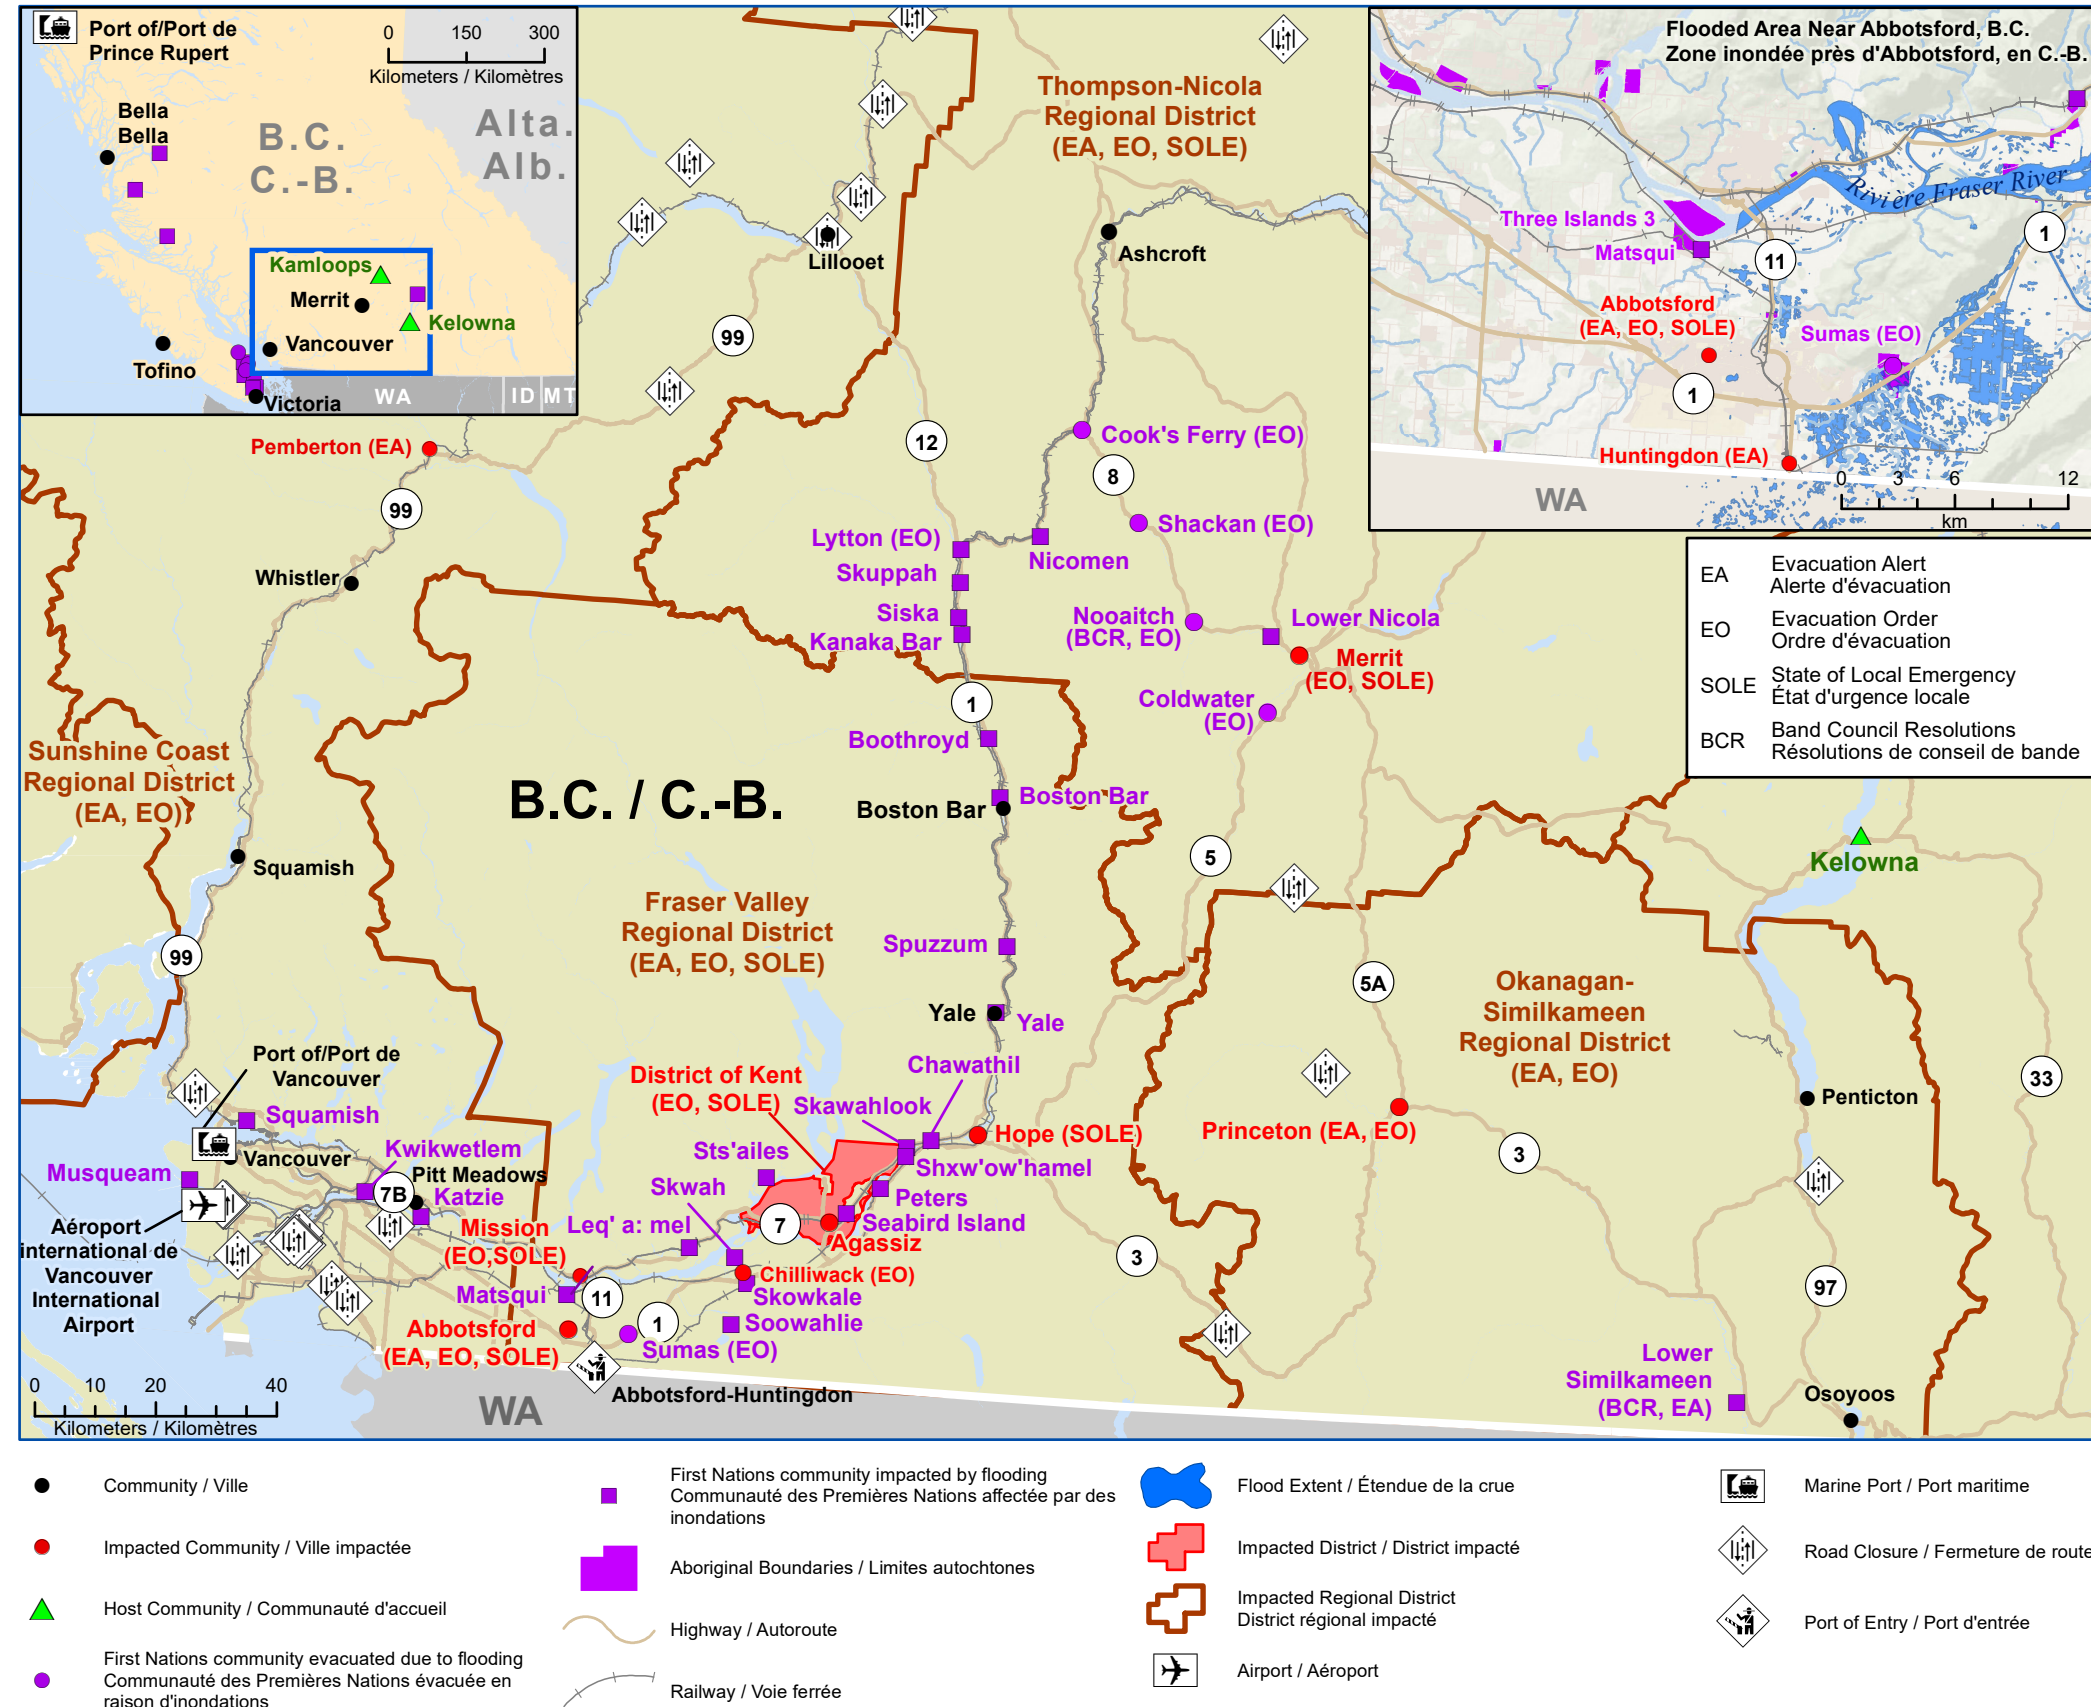 Port of/Port de
Prince Rupert
0 150 300
Kilometers / Kilomètres
Bella
Bella
B.C.
C.-B.
Alta.
Alb.
Kamloops
Merrit
Kelowna
Vancouver
Tofino
Victoria
WA
ID
MT
Flooded Area Near Abbotsford, B.C.
Zone inondée près d'Abbotsford, en C.-B.
Rivière Fraser River
Three Islands 3
Matsqui
1
11
Abbotsford
(EA, EO, SOLE)
Sumas (EO)
1
Huntingdon (EA)
WA
0 3 6 12
km
EA Evacuation Alert
Alerte d'évacuation
EO Evacuation Order
Ordre d'évacuation
SOLE State of Local Emergency
État d'urgence locale
BCR Band Council Resolutions
Résolutions de conseil de bande
Thompson-Nicola
Regional District
(EA, EO, SOLE)
Lillooet
Ashcroft
99
Pemberton (EA)
12
Cook's Ferry (EO)
8
99
Shackan (EO)
Lytton (EO)
Nicomen
Skuppah
Whistler
Siska
Kanaka Bar
Nooaitch
(BCR, EO)
Lower Nicola
Merrit
(EO, SOLE)
1
Coldwater
(EO)
Boothroyd
Sunshine Coast
Regional District
(EA, EO)
B.C. / C.-B.
Boston Bar
Boston Bar
5
Kelowna
Squamish
Fraser Valley
Regional District
(EA, EO, SOLE)
Spuzzum
99
5A
Okanagan-
Similkameen
Regional District
(EA, EO)
Yale
Yale
Port of/Port de
Vancouver
Chawathil
District of Kent
(EO, SOLE)
Skawahlook
33
Penticton
Squamish
Hope (SOLE)
Princeton (EA, EO)
3
Vancouver
Kwikwetlem
Sts'ailes
Shxw'ow'hamel
Musqueam
Pitt Meadows
7B
Katzie
Skwah
Peters
Seabird Island
7
Agassiz
Leq' a: mel
Mission
(EO,SOLE)
Aéroport
international de
Vancouver
International
Airport
3
Chilliwack (EO)
Matsqui
11
Skowkale
97
1
Soowahlie
Abbotsford
(EA, EO, SOLE)
Sumas (EO)
Lower
Similkameen
(BCR, EA)
Abbotsford-Huntingdon
Osoyoos
WA
0 10 20 40
Kilometers / Kilomètres
Community / Ville
Impacted Community / Ville impactée
Host Community / Communauté d'accueil
First Nations community evacuated due to flooding
Communauté des Premières Nations évacuée en
raison d'inondations
First Nations community impacted by flooding
Communauté des Premières Nations affectée par des
inondations
Aboriginal Boundaries / Limites autochtones
Highway / Autoroute
Railway / Voie ferrée
Flood Extent / Étendue de la crue
Impacted District / District impacté
Impacted Regional District
District régional impacté
Airport / Aéroport
Marine Port / Port maritime
Road Closure / Fermeture de route
Port of Entry / Port d'entrée